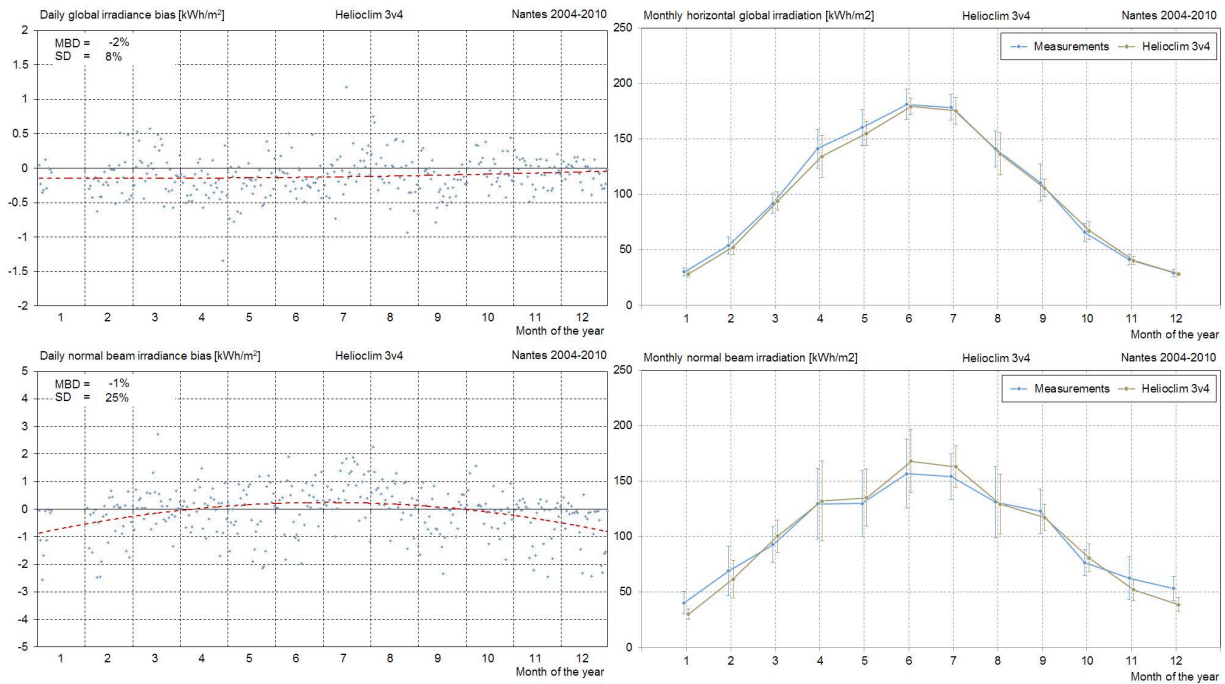 Daily global irradiance bias [kWh/m²] Helioclim 3v4 Nantes 2004-2010
2
MBD = -2%
SD = 8%
1.5
1
0.5
0
-0.5
-1
-1.5
-2
1 2 3 4 5 6 7 8 9 10 11 12
Month of the year
Monthly horizontal global irradiation [kWh/m2] Helioclim 3v4 Nantes 2004-2010
250
Measurements Helioclim 3v4
200
150
100
50
0
1 2 3 4 5 6 7 8 9 10 11 12
Month of the year
Daily normal beam irradiance bias [kWh/m²] Helioclim 3v4 Nantes 2004-2010
5
MBD = -1%
SD = 25%
4
3
2
1
0
-1
-2
-3
-4
-5
1 2 3 4 5 6 7 8 9 10 11 12
Month of the year
Monthly normal beam irradiation [kWh/m2] Helioclim 3v4 Nantes 2004-2010
250
Measurements Helioclim 3v4
200
150
100
50
0
1 2 3 4 5 6 7 8 9 10 11 12
Month of the year